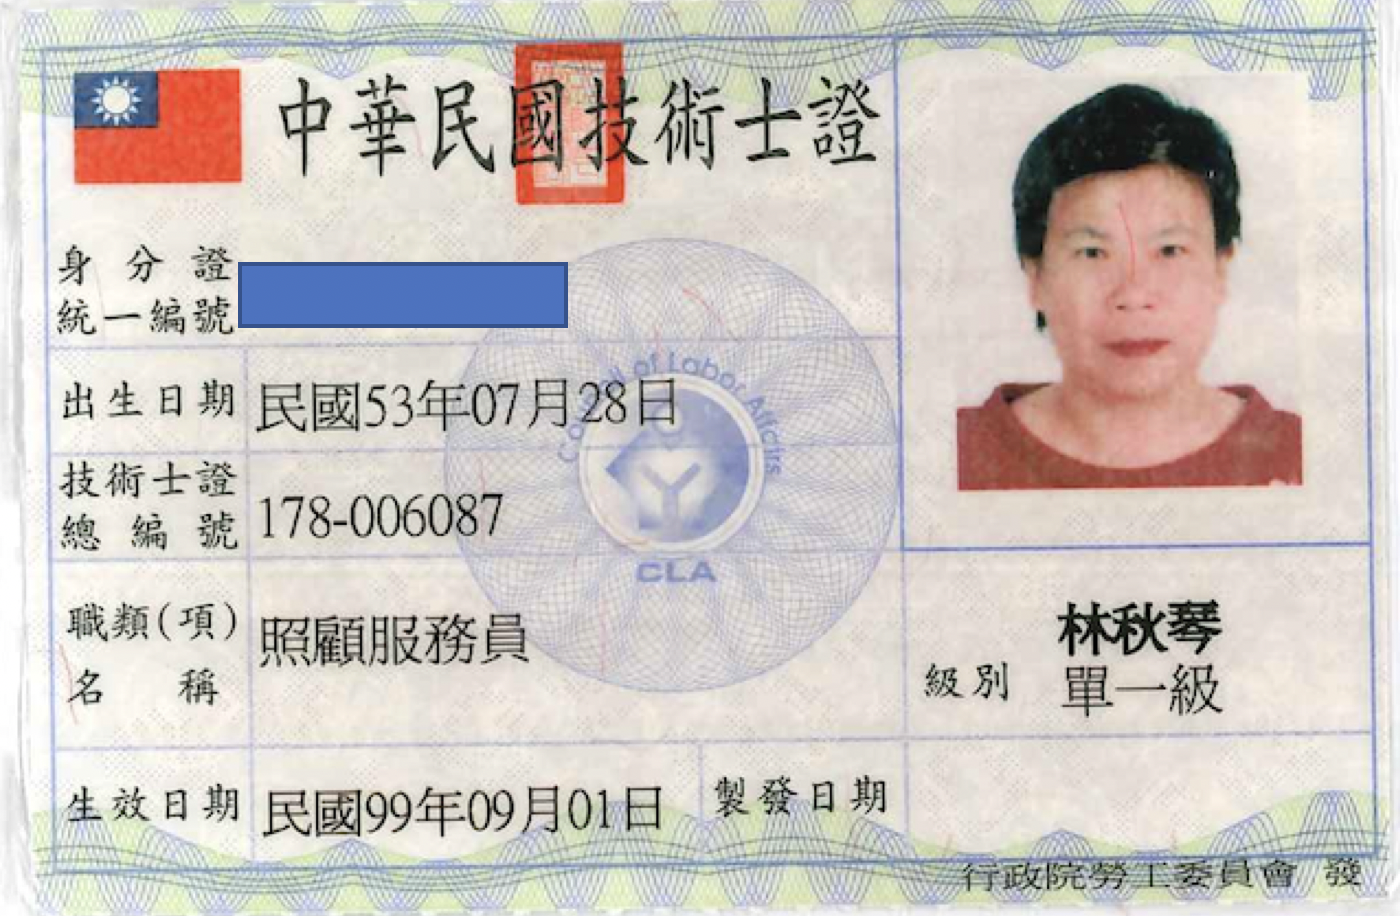 中華民國技術士證
身分證
統一編號
出生日期 民國53年07月28日
Council of Labor Affairs
技術士證
總編號 178-006087
CLA
職類(項)
名稱 照顧服務員
林秋琴
級別 單一級
生效日期 民國99年09月01日 製發日期
行政院勞工委員會 發